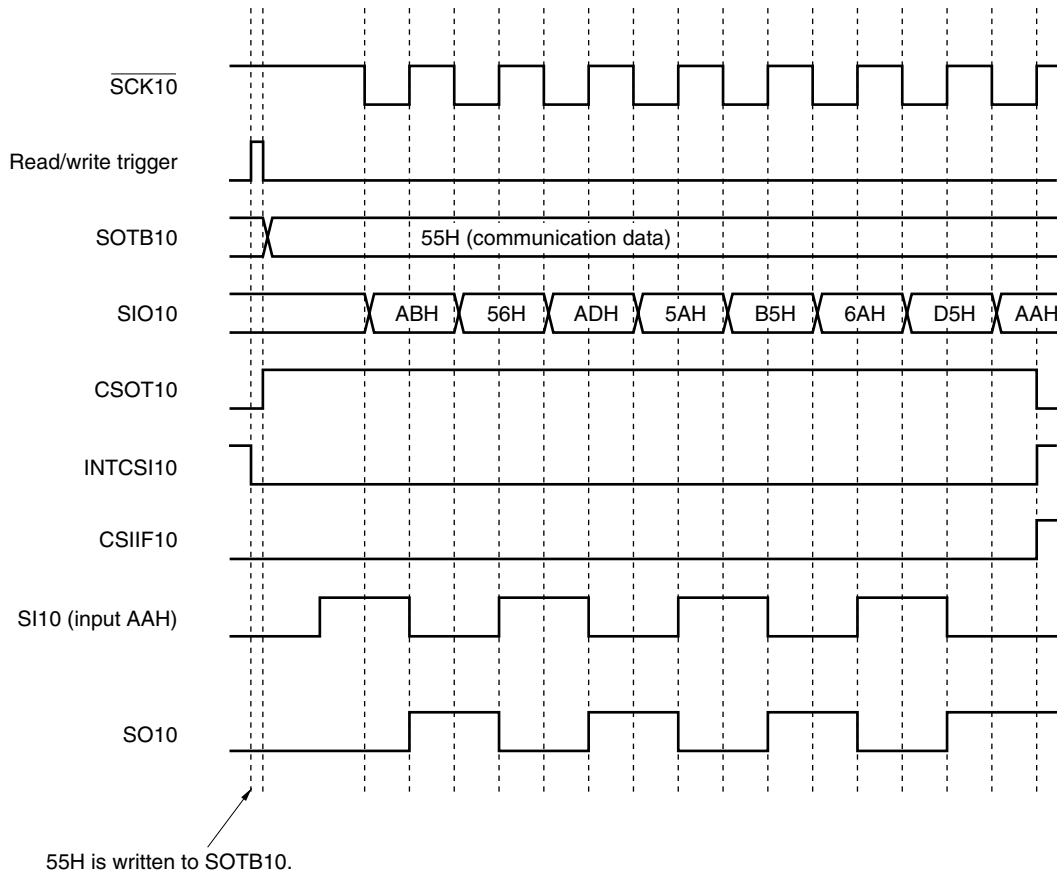 SCK10
Read/write trigger
SOTB10
55H (communication data)
SIO10
ABH 56H ADH 5AH B5H 6AH D5H AAH
CSOT10
INTCSI10
CSIIF10
SI10 (input AAH)
SO10
55H is written to SOTB10.